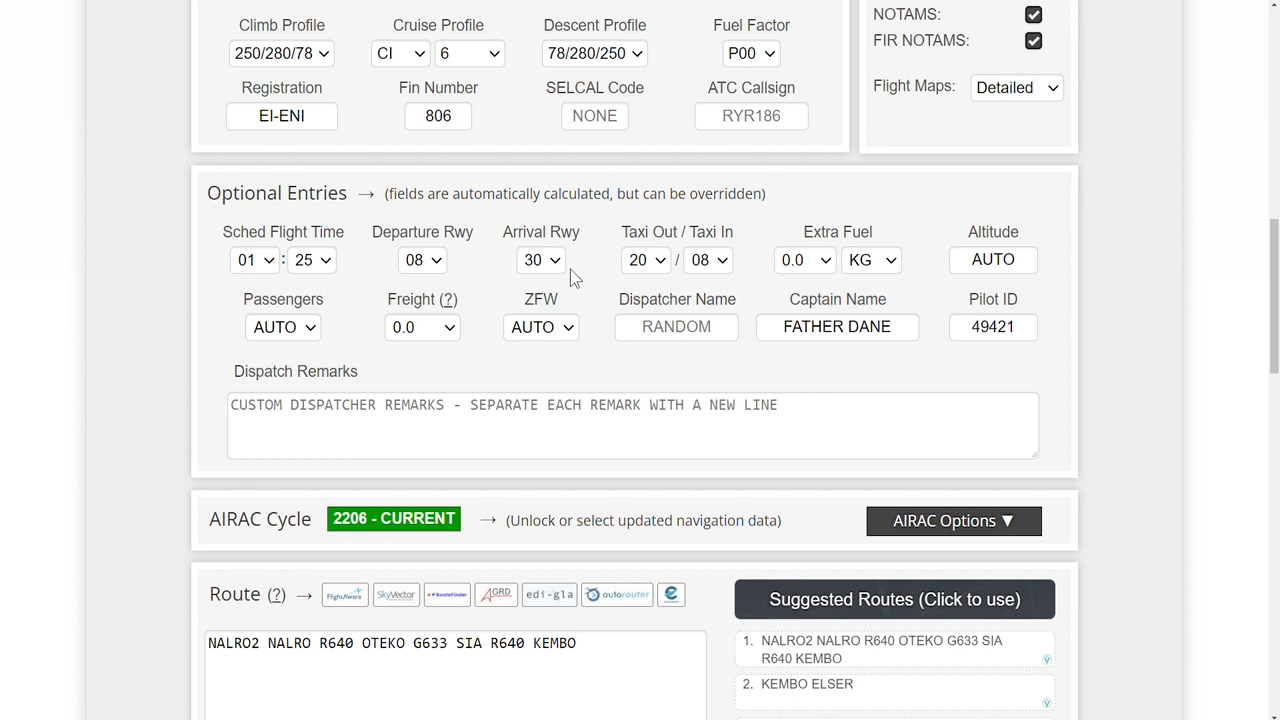 Climb Profile Cruise Profile Descent Profile Fuel Factor
250/280/78 CI 6 78/280/250 P00
Registration Fin Number SELCAL Code ATC Callsign
EI-ENI 806 NONE RYR186
NOTAMS:
FIR NOTAMS:
Flight Maps: Detailed
Optional Entries → (fields are automatically calculated, but can be overridden)
Sched Flight Time Departure Rwy Arrival Rwy Taxi Out / Taxi In Extra Fuel Altitude
01 : 25 08 30 20 / 08 0.0 KG AUTO
Passengers Freight (?) ZFW Dispatcher Name Captain Name Pilot ID
AUTO 0.0 AUTO RANDOM FATHER DANE 49421
Dispatch Remarks
CUSTOM DISPATCHER REMARKS - SEPARATE EACH REMARK WITH A NEW LINE
AIRAC Cycle 2206 - CURRENT → (Unlock or select updated navigation data) AIRAC Options ▼
Route (?) → FlightAware SkyVector RouteFinder GRD edi-gla autorouter
NALRO2 NALRO R640 OTEKO G633 SIA R640 KEMBO
Suggested Routes (Click to use)
1. NALRO2 NALRO R640 OTEKO G633 SIA
R640 KEMBO
2. KEMBO ELSER